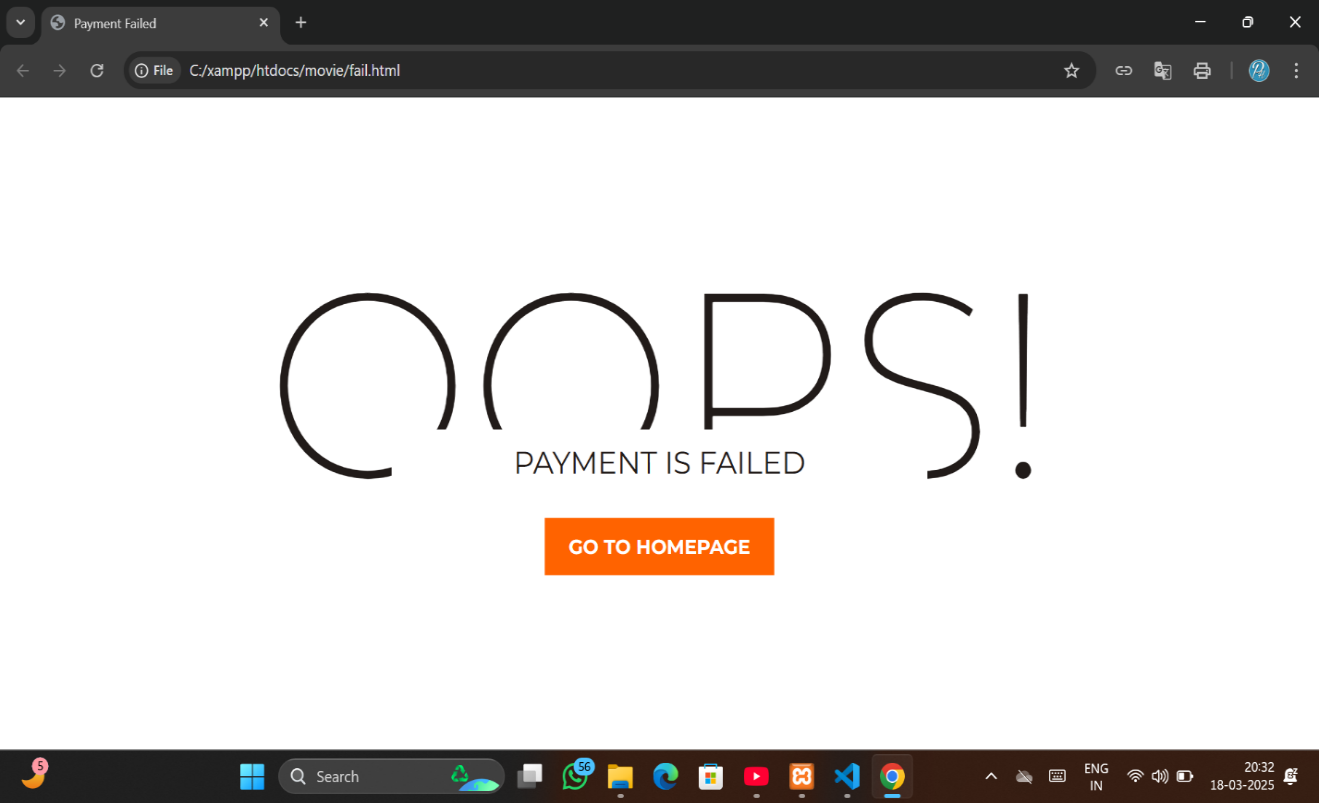 Payment Failed
File
C:/xampp/htdocs/movie/fail.html
OOPS!
PAYMENT IS FAILED
GO TO HOMEPAGE
5
Search
56
ENG
IN
20:32
18-03-2025